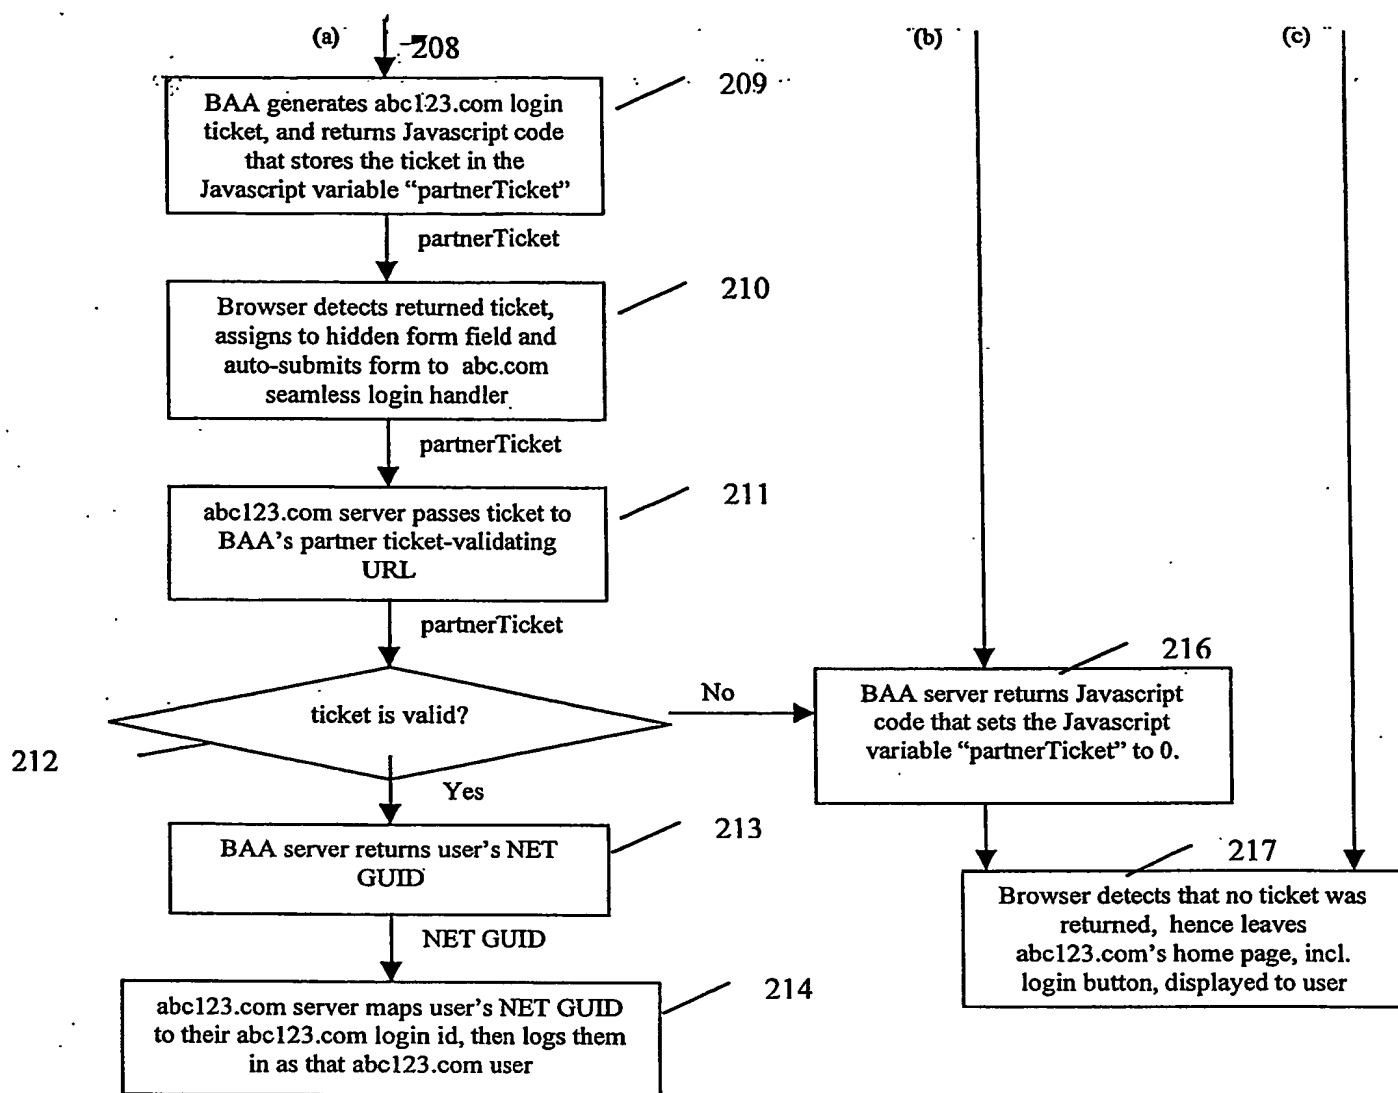 (a)
208
(b)
(c)
209
BAA generates abc123.com login
ticket, and returns Javascript code
that stores the ticket in the
Javascript variable “partnerTicket”
partnerTicket
210
Browser detects returned ticket,
assigns to hidden form field and
auto-submits form to abc.com
seamless login handler
partnerTicket
211
abc123.com server passes ticket to
BAA’s partner ticket-validating
URL
partnerTicket
ticket is valid?
No
212
Yes
216
BAA server returns Javascript
code that sets the Javascript
variable “partnerTicket” to 0.
213
BAA server returns user’s NET
GUID
NET GUID
217
Browser detects that no ticket was
returned, hence leaves
abc123.com’s home page, incl.
login button, displayed to user
214
abc123.com server maps user’s NET GUID
to their abc123.com login id, then logs them
in as that abc123.com user